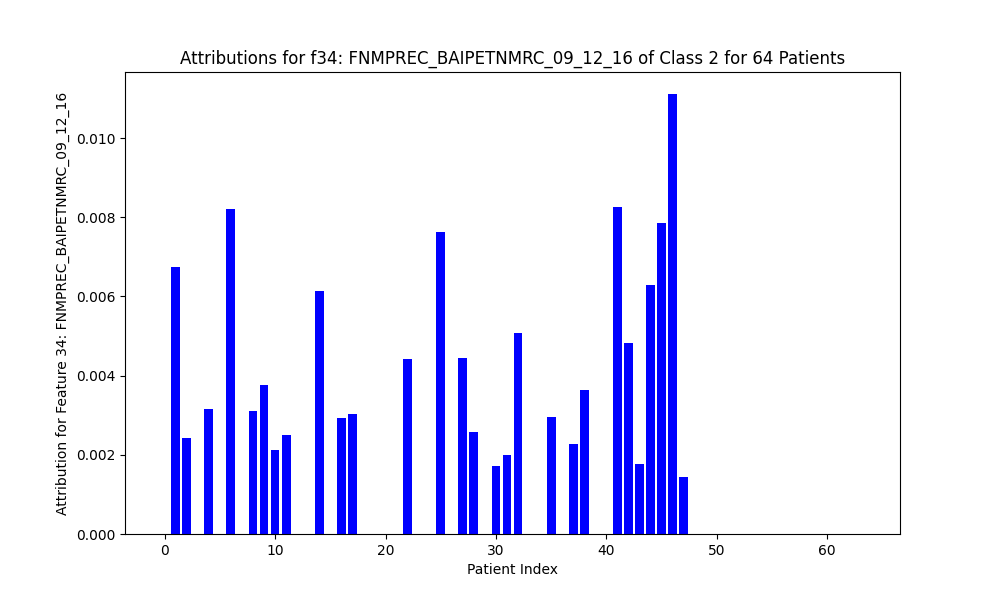 Attributions for f34: FNMPREC_BAIPETNMRC_09_12_16 of Class 2 for 64 Patients
Attribution for Feature 34: FNMPREC_BAIPETNMRC_09_12_16
0.010
0.008
0.006
0.004
0.002
0.000
0 10 20 30 40 50 60
Patient Index